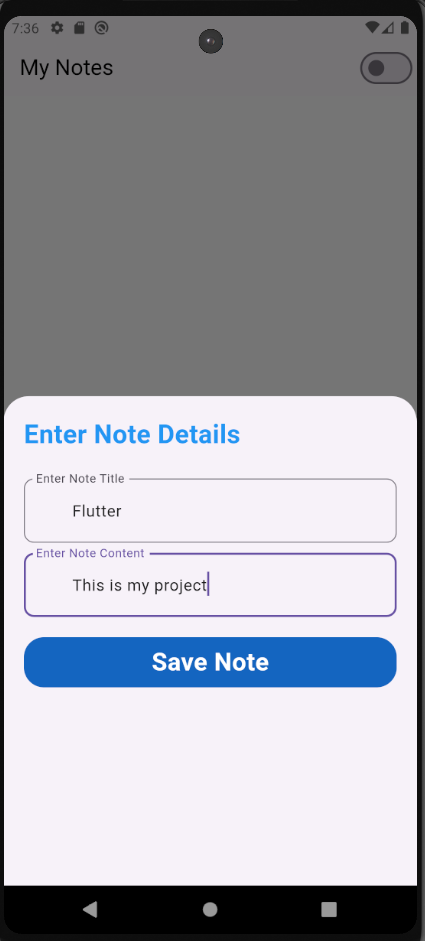 7:36
My Notes
Enter Note Details
Enter Note Title
Flutter
Enter Note Content
This is my project
Save Note